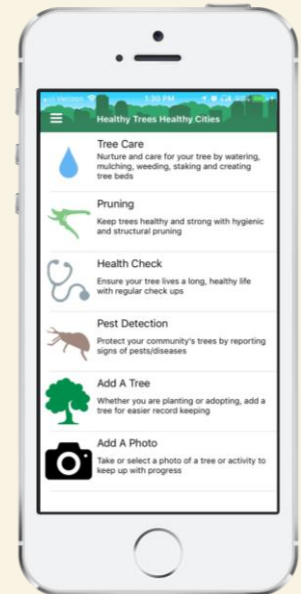 Verizon 1:30 PM
Healthy Trees Healthy Cities
Tree Care
Nurture and care for your tree by watering,
mulching, weeding, staking and creating
tree beds
Pruning
Keep trees healthy and strong with hygienic
and structural pruning
Health Check
Ensure your tree lives a long, healthy life
with regular check ups
Pest Detection
Protect your community's trees by reporting
signs of pests/diseases
Add A Tree
Whether you are planting or adopting, add a
tree for easier record keeping
Add A Photo
Take or select a photo of a tree or activity to
keep up with progress